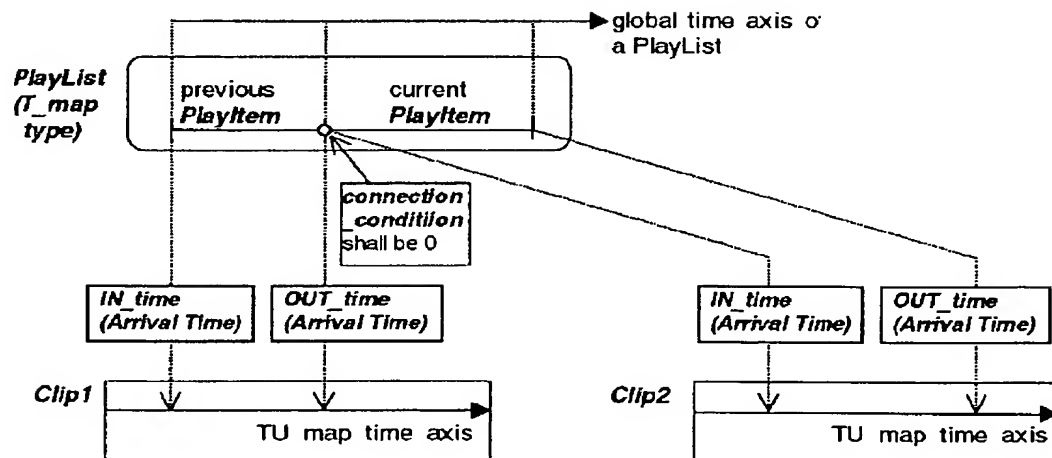 global time axis o
a PlayList
PlayList
(T_map
type)
previous
PlayItem
current
PlayItem
connection
_conditiion
shall be 0
IN_time
(Arrival Time)
OUT_time
(Arrival Time)
IN_time
(Arrival Time)
OUT_time
(Arrival Time)
Clip1
TU map time axis
Clip2
TU map time axis